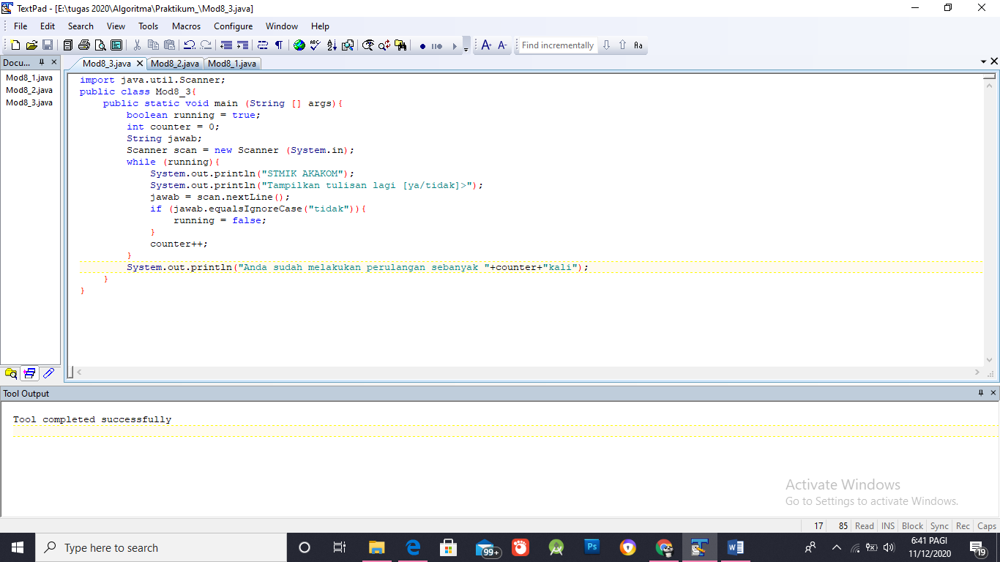 TextPad - [E:\tugas 2020\Algoritma\Praktikum_\Mod8_3.java]
File Edit Search View Tools Macros Configure Window Help
Find incrementally
Aa
Docu...
Mod8_3.java Mod8_2.java Mod8_1.java
Mod8_1.java
Mod8_2.java
Mod8_3.java
import java.util.Scanner;
public class Mod8_3{
public static void main (String [] args){
boolean running = true;
int counter = 0;
String jawab;
Scanner scan = new Scanner (System.in);
while (running){
System.out.println("STMIK AKAKOM");
System.out.println("Tampilkan tulisan lagi [ya/tidak]>");
jawab = scan.nextLine();
if (jawab.equalsIgnoreCase("tidak")){
running = false;
}
counter++;
}
System.out.println("Anda sudah melakukan perulangan sebanyak "+counter+"kali");
}
}
Tool Output
Tool completed successfully
Activate Windows
Go to Settings to activate Windows.
17 85 Read INS Block Sync Rec Caps
Type here to search
99+
Ps
6:41 PAGI
11/12/2020
19